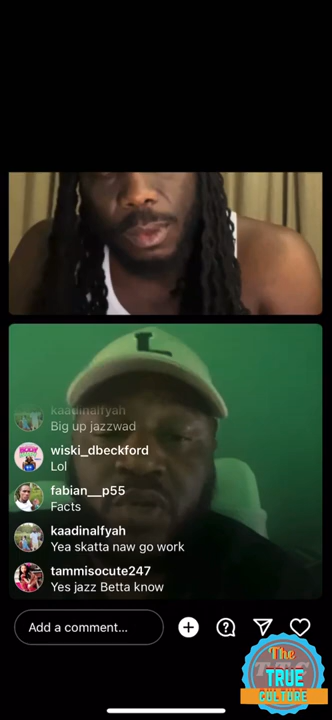 L
kaadinalfyah
Big up jazzwad
wiski_dbeckford
Lol
fabian__p55
Facts
kaadinalfyah
Yea skatta naw go work
tammisocute247
Yes jazz Betta know
Add a comment...
The
TRUE
CULTURE